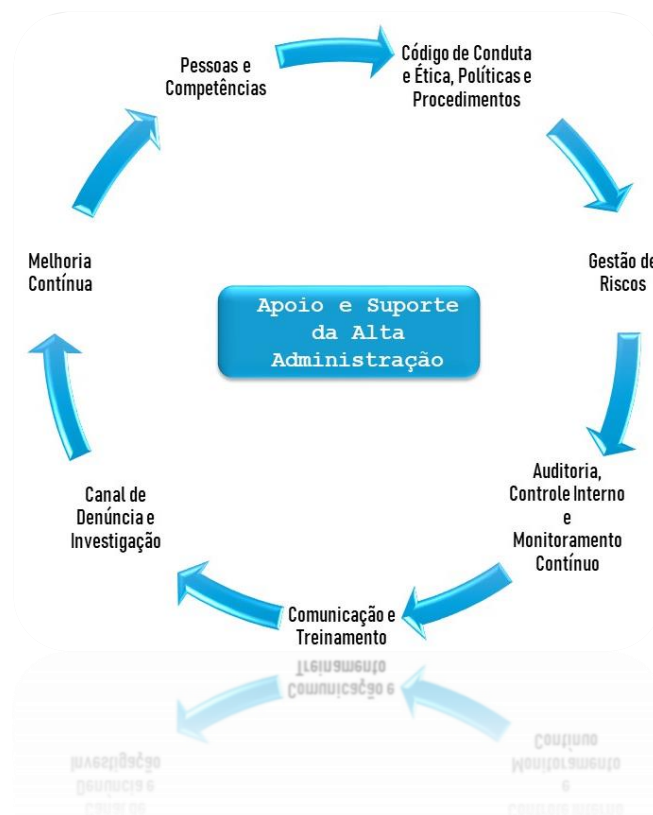 Pessoas e
Competências
Código de Conduta
e Ética, Políticas e
Procedimentos
Gestão de
Riscos
Auditoria,
Controle Interno
e
Monitoramento
Contínuo
Comunicação e
Treinamento
Canal de
Denúncia e
Investigação
Melhoria
Contínua
Apoio e Suporte
da Alta
Administração